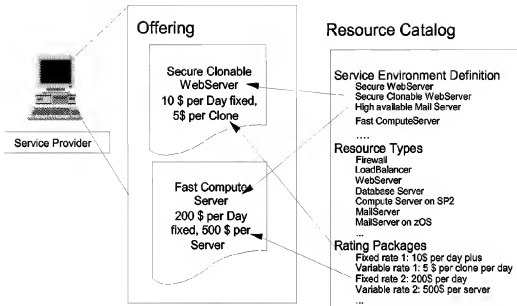 Offering
Secure Clonable
WebServer
10 $ per Day fixed,
5$ per Clone
Fast Compute
Server
200 $ per Day
fixed, 500 $ per
Server
Service Provider
Resource Catalog
Service Environment Definition
Secure WebServer
Secure Clonable WebServer
High available Mail Server
Fast ComputeServer
....
Resource Types
Firewall
LoadBalancer
WebServer
Database Server
Compute Server on SP2
MailServer
MailServer on zOS
...
Rating Packages
Fixed rate 1: 10$ per day plus
Variable rate 1: 5 $ per clone per day
Fixed rate 2: 200$ per day
Variable rate 2: 500$ per server
...